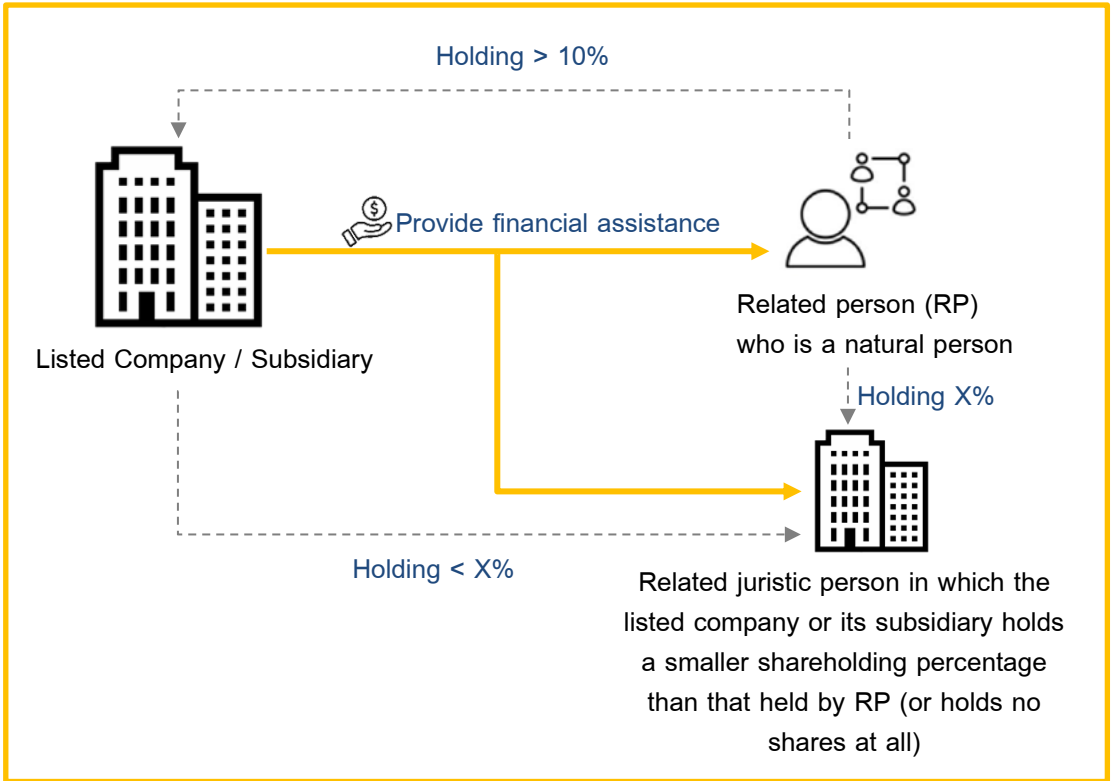 Holding > 10%
$
Provide financial assistance
Related person (RP)
who is a natural person
Listed Company / Subsidiary
Holding X%
Holding < X%
Related juristic person in which the
listed company or its subsidiary holds
a smaller shareholding percentage
than that held by RP (or holds no
shares at all)